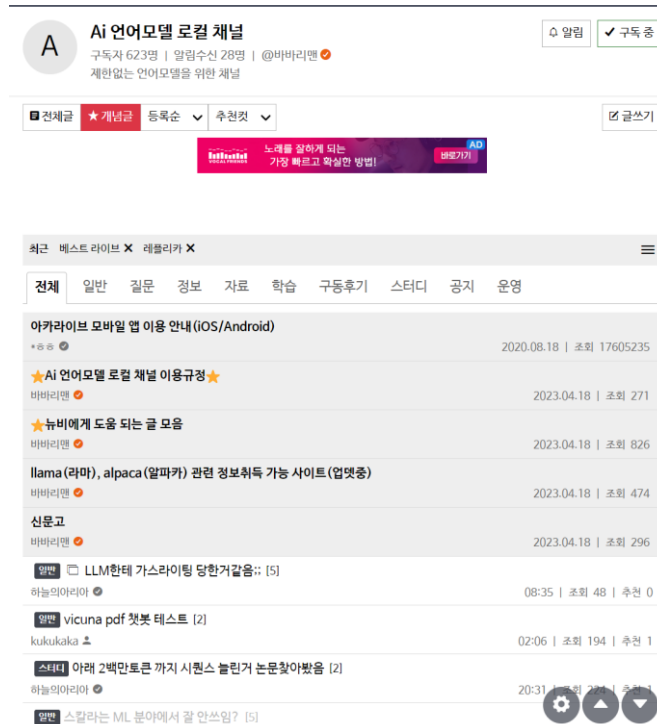 A
Ai 언어모델 로컬 채널
구독자 623명 | 알림수신 28명 | @바바리맨
제한없는 언어모델을 위한 채널
알림
구독 중
전체글 ★개념글 등록순 추천컷
글쓰기
VOCAL FRIENDS
노래를 잘하게 되는
가장 빠르고 확실한 방법!
바로가기
AD
최근 베스트 라이브 X 레플리카 X
전체 일반 질문 정보 자료 학습 구동후기 스터디 공지 운영
아카라이브 모바일 앱 이용 안내(iOS/Android)
*ㅎㅎ 2020.08.18 | 조회 17605235
⭐Ai 언어모델 로컬 채널 이용규정⭐
바바리맨 2023.04.18 | 조회 271
⭐뉴비에게 도움 되는 글 모음
바바리맨 2023.04.18 | 조회 826
llama(라마), alpaca(알파카) 관련 정보취득 가능 사이트(업뎃중)
바바리맨 2023.04.18 | 조회 474
신문고
바바리맨 2023.04.18 | 조회 296
일반 LLM한테 가스라이팅 당한거같음;; [5]
하늘의아리아 08:35 | 조회 48 | 추천 0
일반 vicuna pdf 챗봇 테스트 [2]
kukukaka 02:06 | 조회 194 | 추천 1
스터디 아래 2백만토큰 까지 시퀀스 늘린거 논문찾아봤음 [2]
하늘의아리아 20:31 | 조회 224 | 추천 1
일반 스칼라는 ML 분야에서 잘 안쓰임? [5]